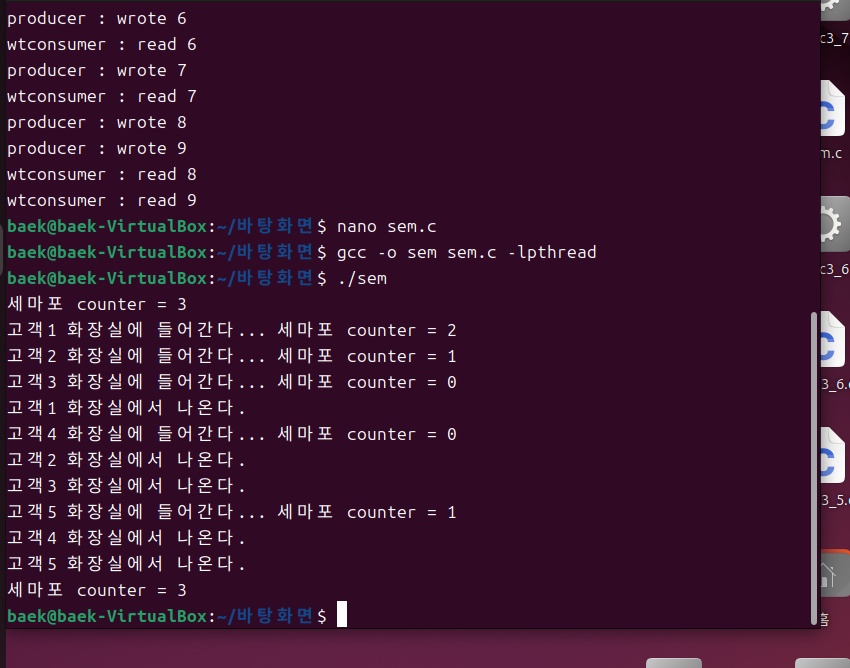 producer : wrote 6
wtconsumer : read 6
producer : wrote 7
wtconsumer : read 7
producer : wrote 8
producer : wrote 9
wtconsumer : read 8
wtconsumer : read 9
baek@baek-VirtualBox:~/바탕화면$ nano sem.c
baek@baek-VirtualBox:~/바탕화면$ gcc -o sem sem.c -lpthread
baek@baek-VirtualBox:~/바탕화면$ ./sem
세마포 counter = 3
고객1 화장실에 들어간다... 세마포 counter = 2
고객2 화장실에 들어간다... 세마포 counter = 1
고객3 화장실에 들어간다... 세마포 counter = 0
고객1 화장실에서 나온다.
고객4 화장실에 들어간다... 세마포 counter = 0
고객2 화장실에서 나온다.
고객3 화장실에서 나온다.
고객5 화장실에 들어간다... 세마포 counter = 1
고객4 화장실에서 나온다.
고객5 화장실에서 나온다.
세마포 counter = 3
baek@baek-VirtualBox:~/바탕화면$
c3_7
m.c
c3_6
3_6.c
3_5.c
홈